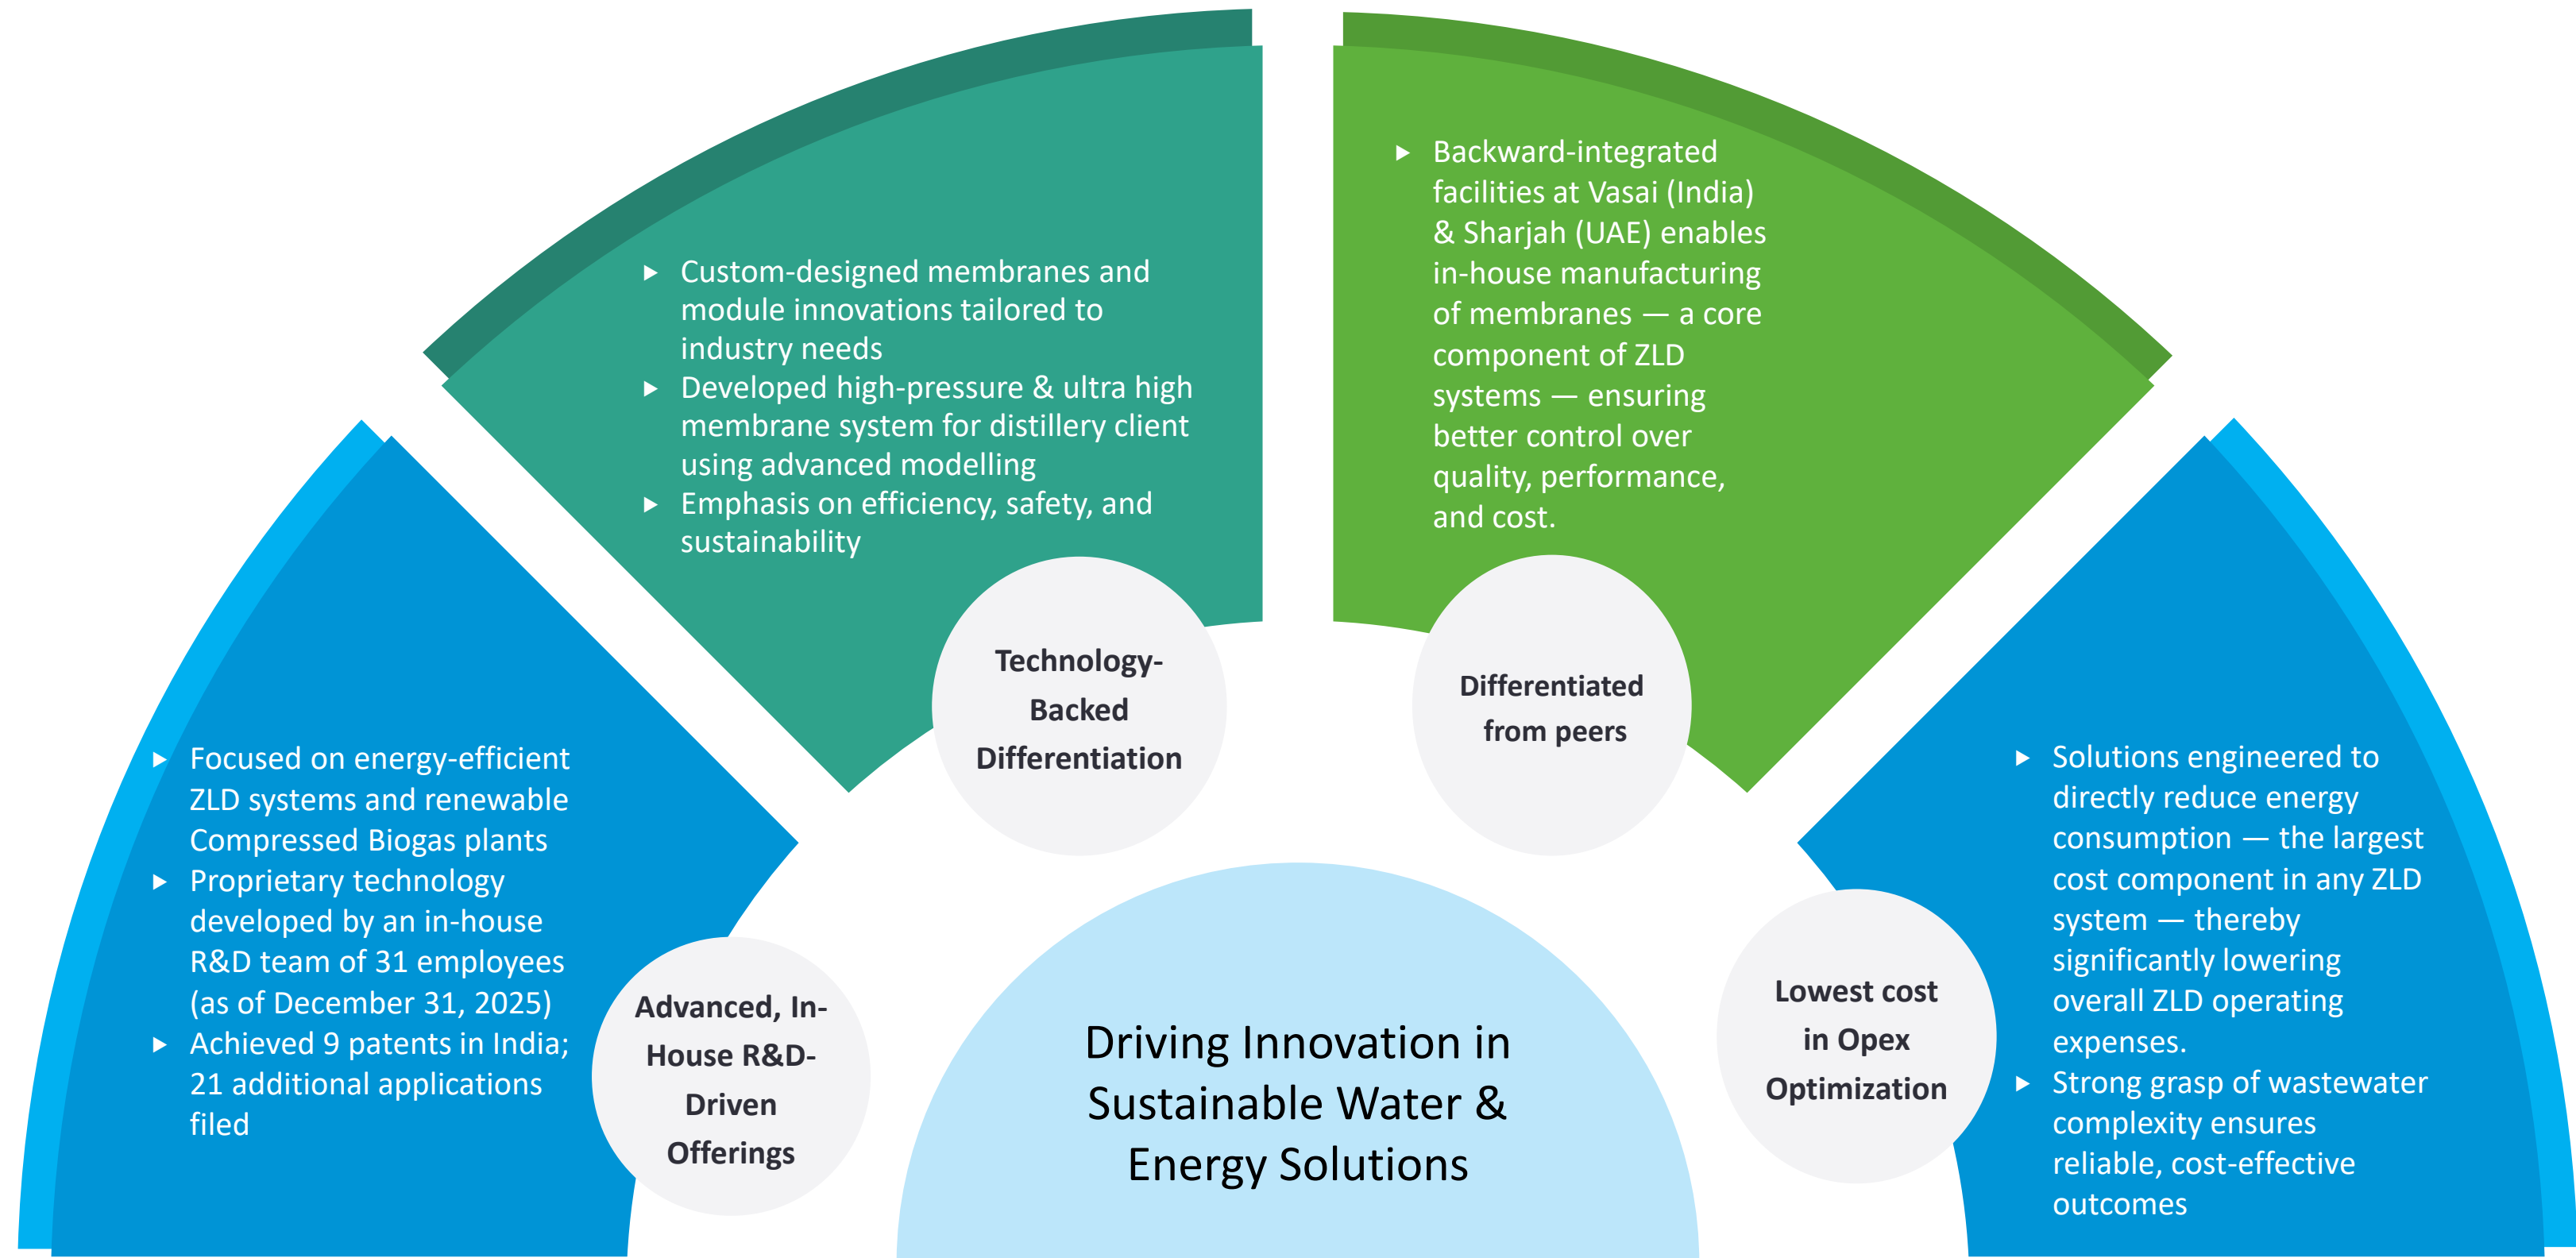 Focused on energy-efficient
ZLD systems and renewable
Compressed Biogas plants
Proprietary technology
developed by an in-house
R&D team of 31 employees
(as of December 31, 2025)
Achieved 9 patents in India;
21 additional applications
filed
Advanced, In-
House R&D-
Driven
Offerings
Custom-designed membranes and
module innovations tailored to
industry needs
Developed high-pressure & ultra high
membrane system for distillery client
using advanced modelling
Emphasis on efficiency, safety, and
sustainability
Technology-
Backed
Differentiation
Backward-integrated
facilities at Vasai (India)
& Sharjah (UAE) enables
in-house manufacturing
of membranes — a core
component of ZLD
systems — ensuring
better control over
quality, performance,
and cost.
Differentiated
from peers
Solutions engineered to
directly reduce energy
consumption — the largest
cost component in any ZLD
system — thereby
significantly lowering
overall ZLD operating
expenses.
Strong grasp of wastewater
complexity ensures
reliable, cost-effective
outcomes
Lowest cost
in Opex
Optimization
Driving Innovation in
Sustainable Water &
Energy Solutions